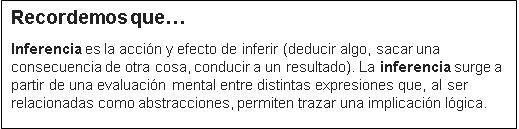 Recordemos que…
Inferencia es la acción y efecto de inferir (deducir algo, sacar una
consecuencia de otra cosa, conducir a un resultado). La inferencia surge a
partir de una evaluación mental entre distintas expresiones que, al ser
relacionadas como abstracciones, permiten trazar una implicación lógica.